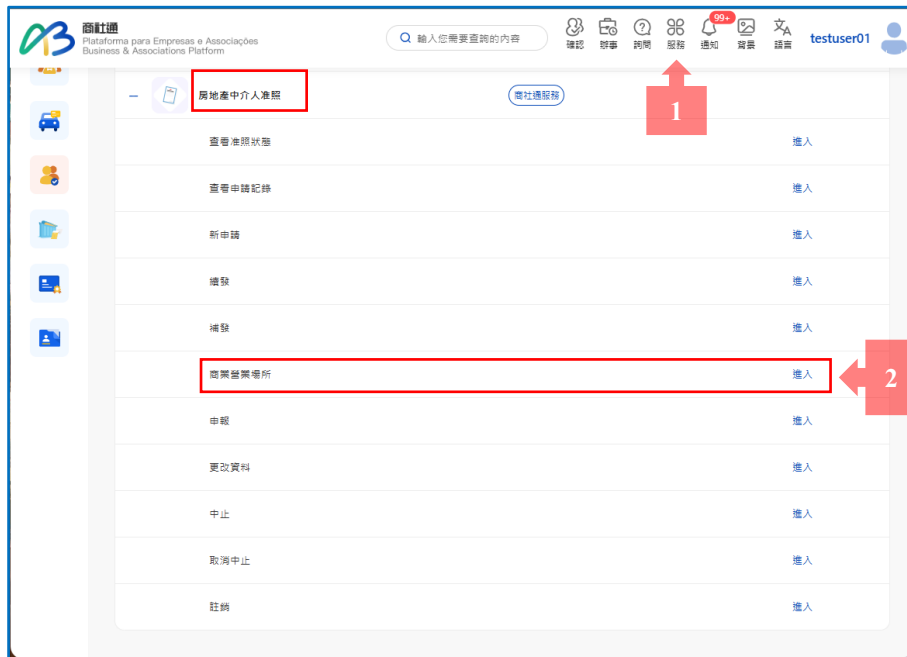 商社通
Plataforma para Empresas e Associações
Business & Associations Platform
輸入您需要查詢的內容
確認
辦事
詢問
服務
99+
通知
背景
語言
testuser01
1
房地產中介人准照
商社通服務
查看准照狀態
進入
查看申請記錄
進入
新申請
進入
續發
進入
補發
進入
商業營業場所
進入
2
申報
進入
更改資料
進入
中止
進入
取消中止
進入
註銷
進入